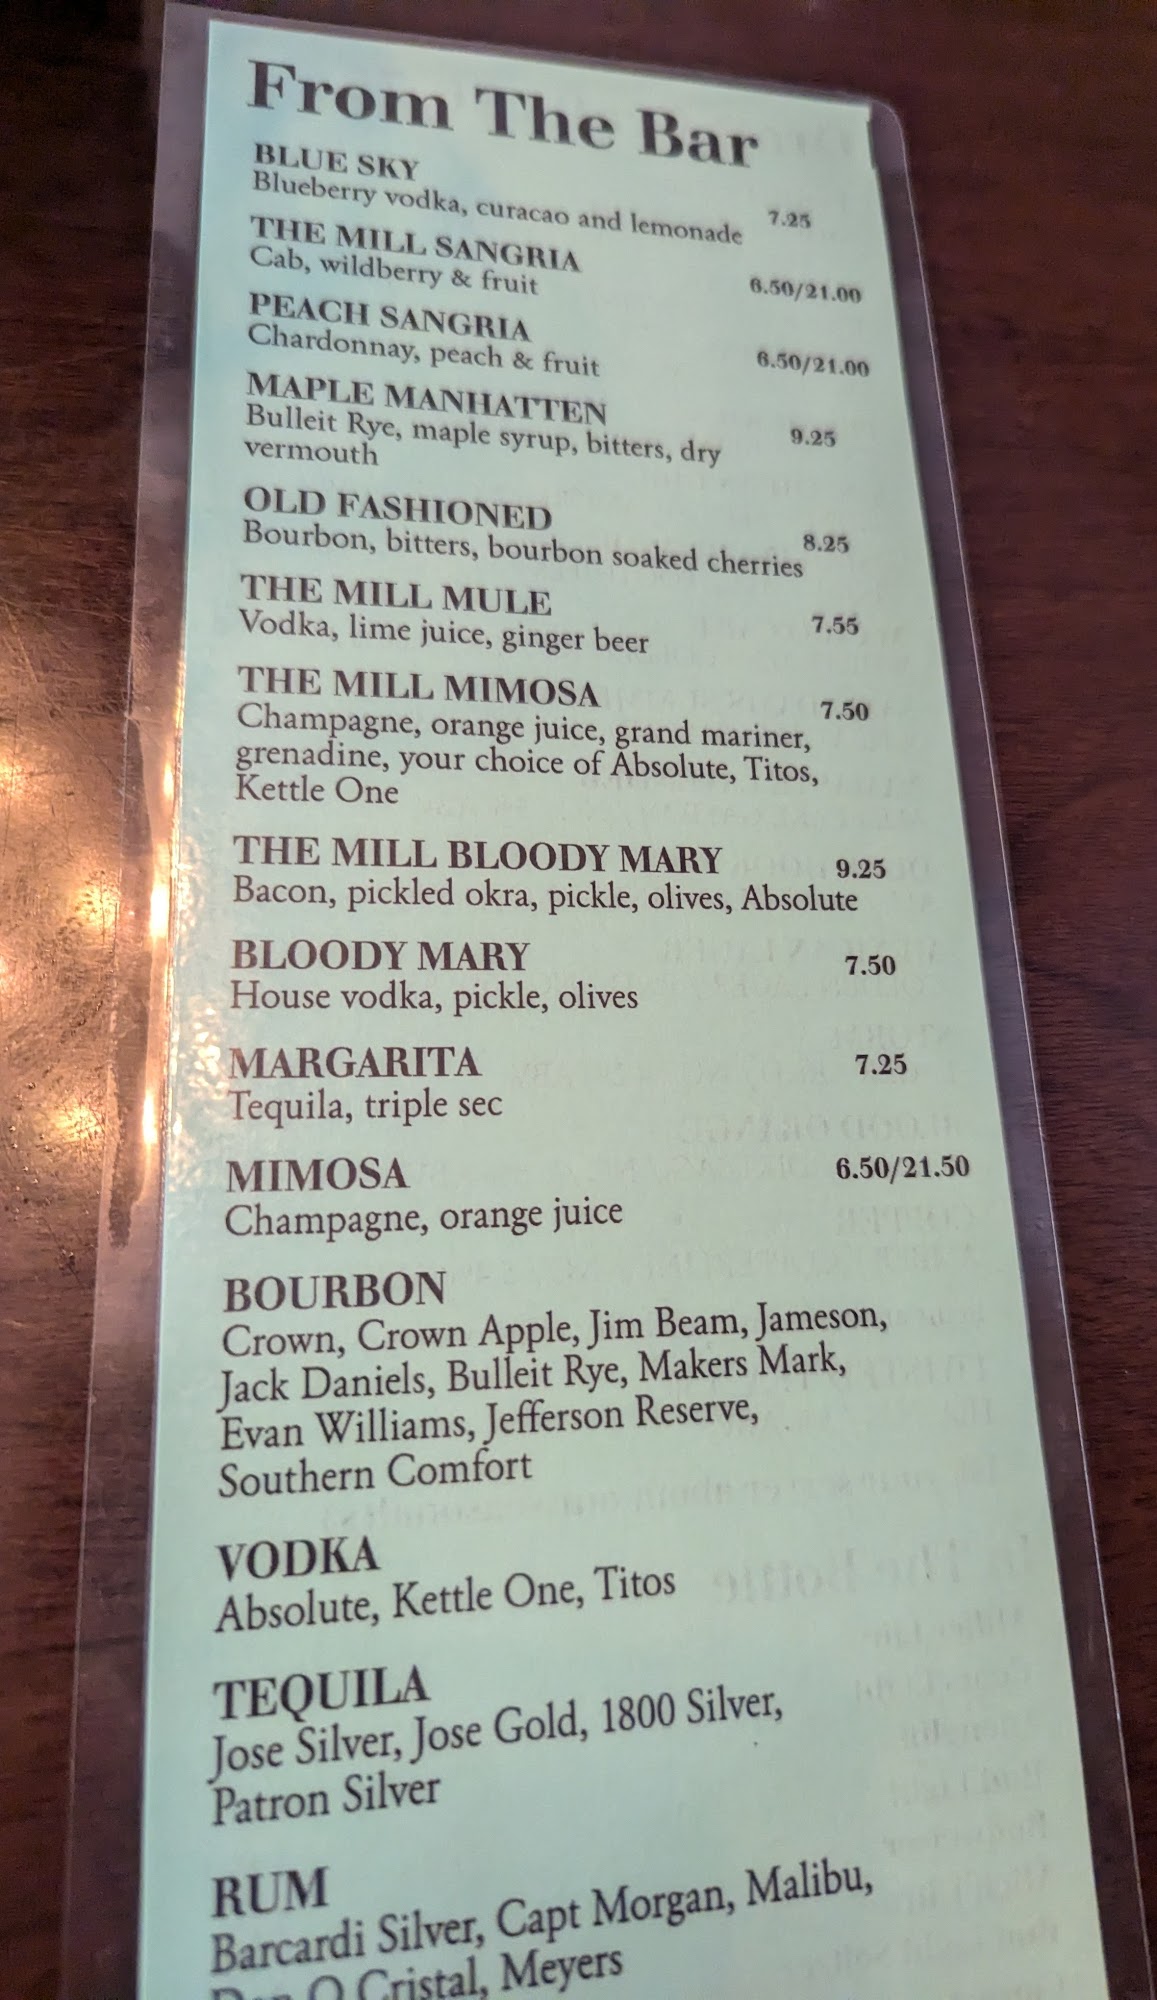 From The Bar
BLUE SKY
Blueberry vodka, curacao and lemonade 7.25
THE MILL SANGRIA
Cab, wildberry & fruit 6.50/21.00
PEACH SANGRIA
Chardonnay, peach & fruit 6.50/21.00
MAPLE MANHATTEN
Bulleit Rye, maple syrup, bitters, dry 9.25
vermouth
OLD FASHIONED
Bourbon, bitters, bourbon soaked cherries 8.25
THE MILL MULE
Vodka, lime juice, ginger beer 7.55
THE MILL MIMOSA 7.50
Champagne, orange juice, grand mariner,
grenadine, your choice of Absolute, Titos,
Kettle One
THE MILL BLOODY MARY 9.25
Bacon, pickled okra, pickle, olives, Absolute
BLOODY MARY 7.50
House vodka, pickle, olives
MARGARITA 7.25
Tequila, triple sec
MIMOSA 6.50/21.50
Champagne, orange juice
BOURBON
Crown, Crown Apple, Jim Beam, Jameson,
Jack Daniels, Bulleit Rye, Makers Mark,
Evan Williams, Jefferson Reserve,
Southern Comfort
VODKA
Absolute, Kettle One, Titos
TEQUILA
Jose Silver, Jose Gold, 1800 Silver,
Patron Silver
RUM
Barcardi Silver, Capt Morgan, Malibu,
Don Q Cristal, Meyers